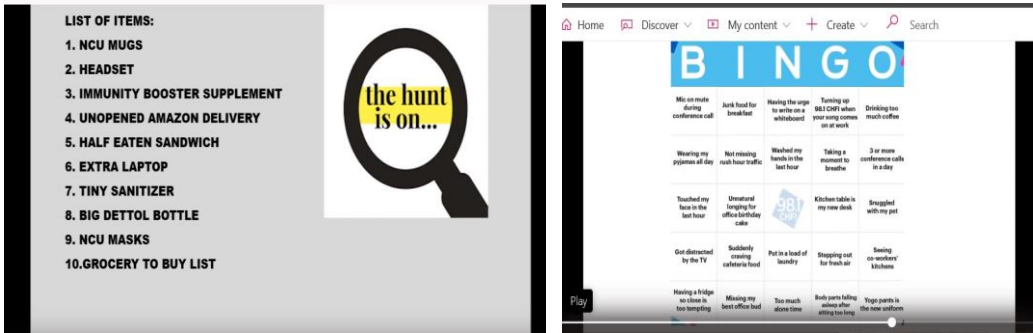 LIST OF ITEMS:
1. NCU MUGS
2. HEADSET
3. IMMUNITY BOOSTER SUPPLEMENT
4. UNOPENED AMAZON DELIVERY
5. HALF EATEN SANDWICH
6. EXTRA LAPTOP
7. TINY SANITIZER
8. BIG DETTOL BOTTLE
9. NCU MASKS
10.GROCERY TO BUY LIST
the hunt
is on...
Home Discover My content Create Search
B I N G O
Mic on mute
during
conference call
Junk food for
breakfast
Having the urge
to write on a
whiteboard
Turning up
98.1 CHFI when
your song comes
on at work
Drinking too
much coffee
Wearing my
pyjamas all day
Not missing
rush hour traffic
Washed my
hands in the
last hour
Taking a
moment to
breathe
3 or more
conference calls
in a day
Touched my
face in the
last hour
Unnatural
longing for
office birthday
cake
98.1
CHFI
Kitchen table is
my new desk
Snuggled
with my pet
Got distracted
by the TV
Suddenly
craving
cafeteria food
Put in a load of
laundry
Stepping out
for fresh air
Seeing
co-workers'
kitchens
Having a fridge
so close is
too tempting
Missing my
best office bud
Too much
alone time
Body parts falling
asleep after
sitting too long
Yoga pants is
the new uniform
Play